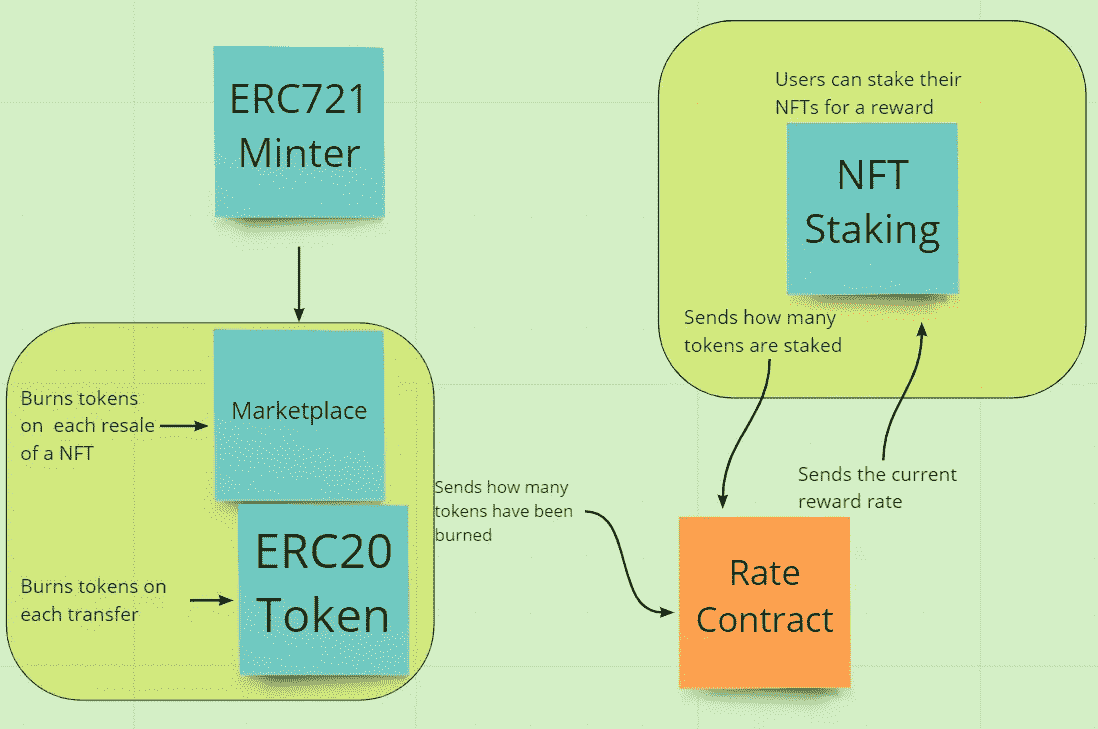 ERC721
Minter
Users can stake their
NFTs for a reward
NFT
Staking
Sends how many
tokens are staked
Burns tokens
on each resale
of a NFT
Marketplace
Sends how many
tokens have been
burned
Sends the current
reward rate
ERC20
Token
Burns tokens on
each transfer
Rate
Contract